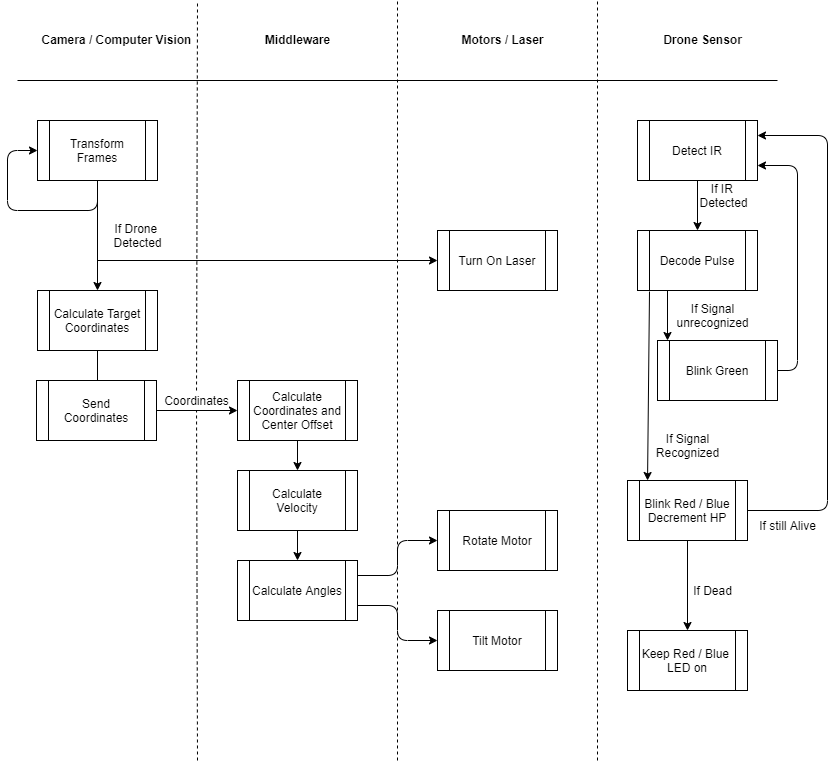 Camera / Computer Vision
Middleware
Motors / Laser
Drone Sensor
Transform
Frames
If Drone
Detected
Calculate Target
Coordinates
Send
Coordinates
Coordinates
Calculate
Coordinates and
Center Offset
Calculate
Velocity
Calculate Angles
Turn On Laser
Rotate Motor
Tilt Motor
Detect IR
If IR
Detected
Decode Pulse
If Signal
unrecognized
Blink Green
If Signal
Recognized
Blink Red / Blue
Decrement HP
If still Alive
If Dead
Keep Red / Blue
LED on